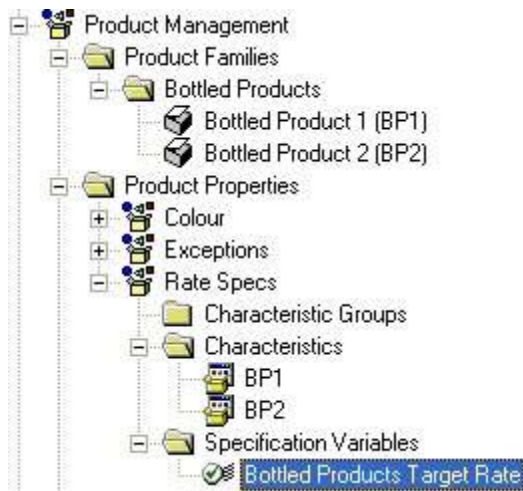 Product Management
Product Families
Bottled Products
Bottled Product 1 (BP1)
Bottled Product 2 (BP2)
Product Properties
Colour
Exceptions
Rate Specs
Characteristic Groups
Characteristics
BP1
BP2
Specification Variables
Bottled Products Target Rate